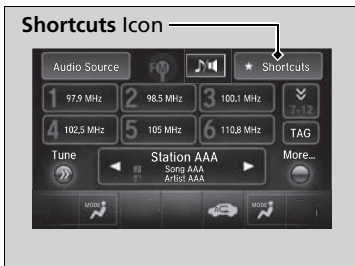 Shortcuts Icon
Audio Source FM ★ Shortcuts
1 97.9 MHz 2 98.5 MHz 3 100.1 MHz 7-12
4 102,5 MHz 5 105 MHz 6 110,8 MHz TAG
Tune Station AAA More...
Song AAA
Artist AAA
MODE MODE